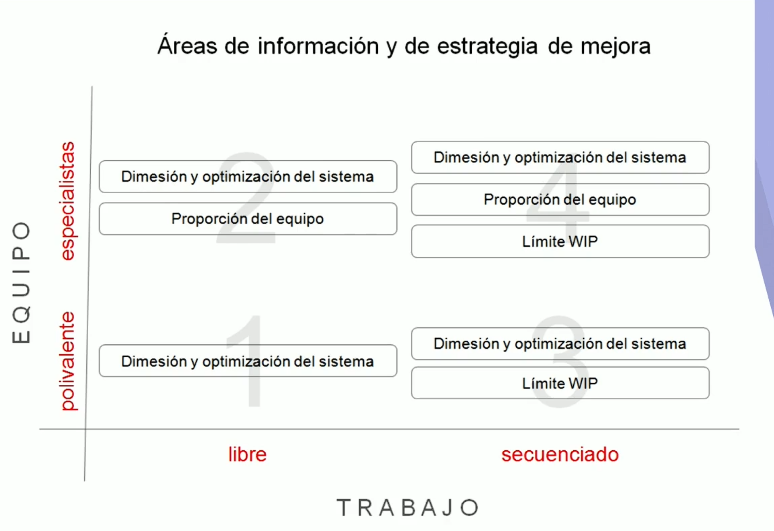 Áreas de información y de estrategia de mejora
EQUIPO
especialistas
polivalente
2
Dimesión y optimización del sistema
Proporción del equipo
4
Dimesión y optimización del sistema
Proporción del equipo
Límite WIP
1
Dimesión y optimización del sistema
3
Dimesión y optimización del sistema
Límite WIP
libre
secuenciado
TRABAJO